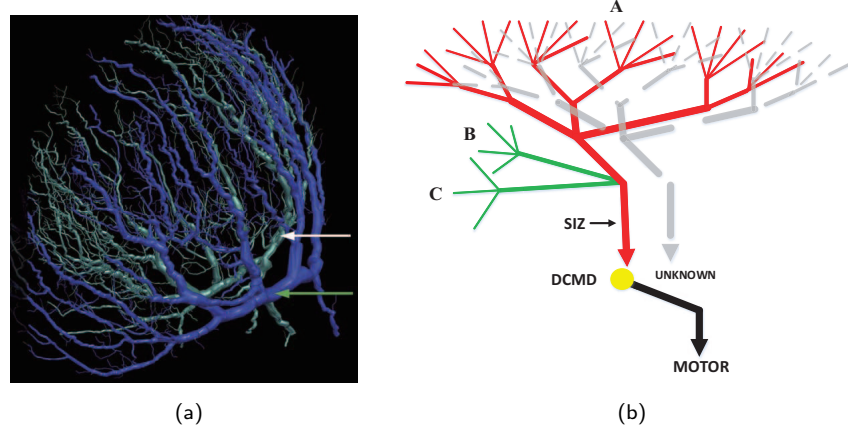 A
B
C
SIZ
DCMD
UNKNOWN
MOTOR
(a)
(b)